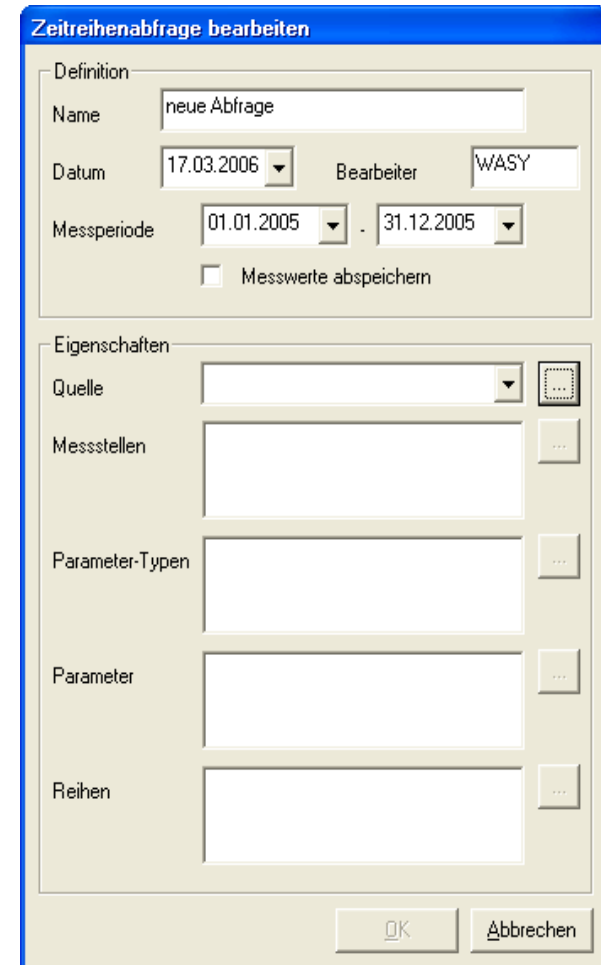 Zeitreihenabfrage bearbeiten
Definition
Name neue Abfrage
Datum 17.03.2006 Bearbeiter WASY
Messperiode 01.01.2005 - 31.12.2005
Messwerte abspeichern
Eigenschaften
Quelle ...
Messstellen ...
Parameter-Typen ...
Parameter ...
Reihen ...
OK Abbrechen